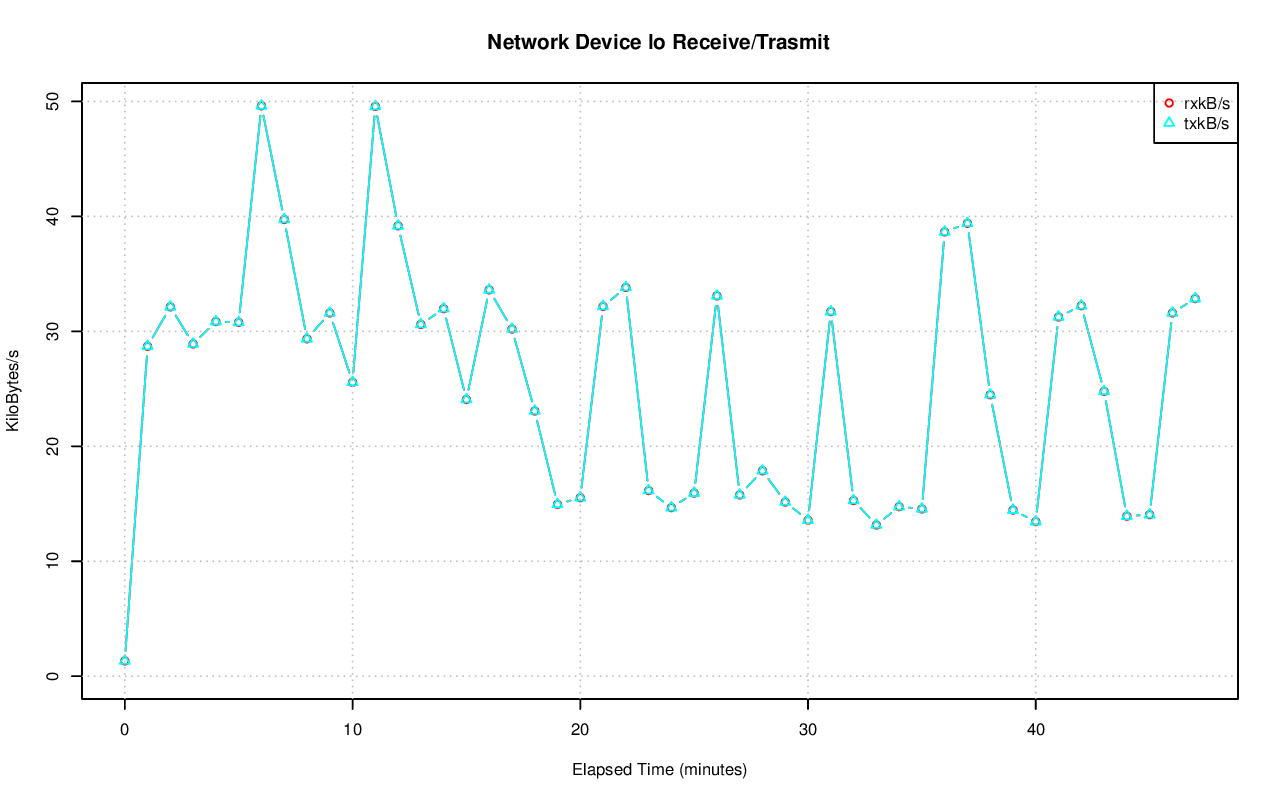 Network Device lo Receive/Trasmit
rxkB/s
txkB/s
50
40
30
20
10
0
KiloBytes/s
0 10 20 30 40
Elapsed Time (minutes)